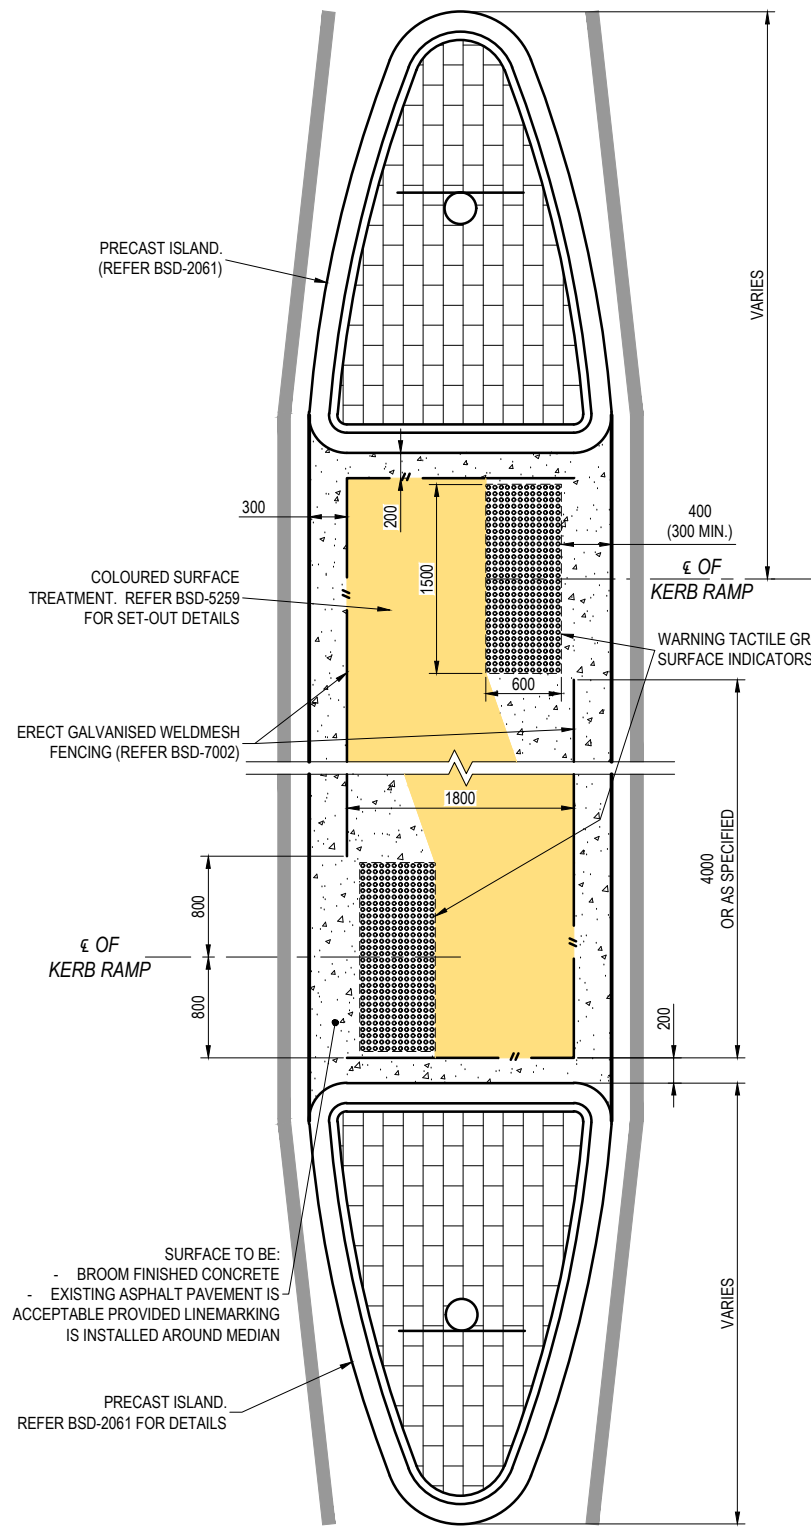 PRECAST ISLAND.
(REFER BSD-2061)
VARIES
300
200
400
(300 MIN.)
℄ OF
KERB RAMP
COLOURED SURFACE
TREATMENT. REFER BSD-5259
FOR SET-OUT DETAILS
1500
WARNING TACTILE GR
SURFACE INDICATORS
600
ERECT GALVANISED WELDMESH
FENCING (REFER BSD-7002)
1800
4000
OR AS SPECIFIED
800
℄ OF
KERB RAMP
800
200
SURFACE TO BE:
- BROOM FINISHED CONCRETE
- EXISTING ASPHALT PAVEMENT IS
ACCEPTABLE PROVIDED LINEMARKING
IS INSTALLED AROUND MEDIAN
VARIES
PRECAST ISLAND.
REFER BSD-2061 FOR DETAILS